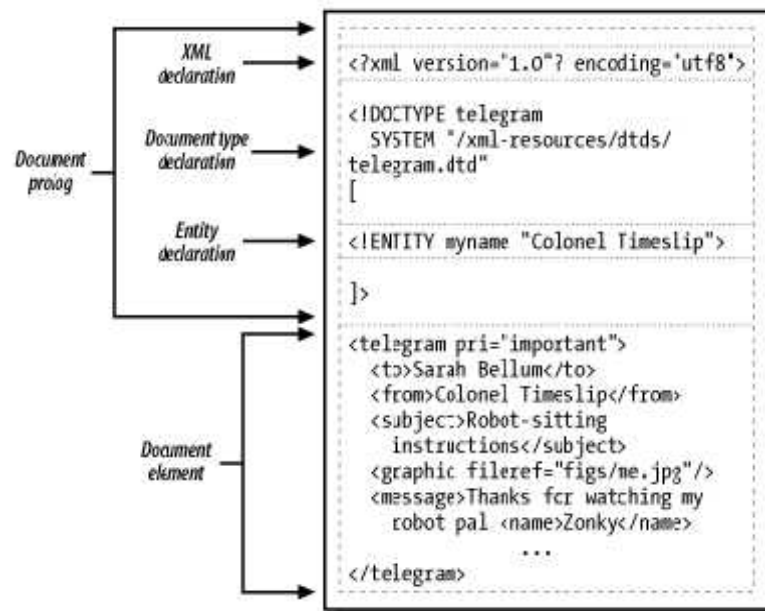 XML
declaration
<?xml version="1.0"? encoding='utf8'>
Document type
declaration
<!DOCTYPE telegram
SYSTEM "/xml-resources/dtds/
telegram.dtd"
[
Document
prolog
Entity
declaration
<!ENTITY myname "Colonel Timeslip">
]>
Document
element
<telegram pri="important">
<to>Sarah Bellum</to>
<from>Colonel Timeslip</from>
<subject>Robot-sitting
instructions</subject>
<graphic fileref="figs/me.jpg"/>
<message>Thanks for watching my
robot pal <name>Zonky</name>
...
</telegram>